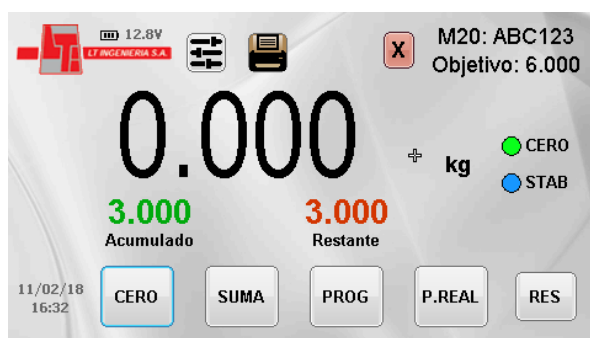 12.8V
LT INGENIERIA S.A.
X
M20: ABC123
Objetivo: 6.000
0.000
kg
CERO
STAB
3.000
3.000
Acumulado
Restante
11/02/18
16:32
CERO
SUMA
PROG
P.REAL
RES